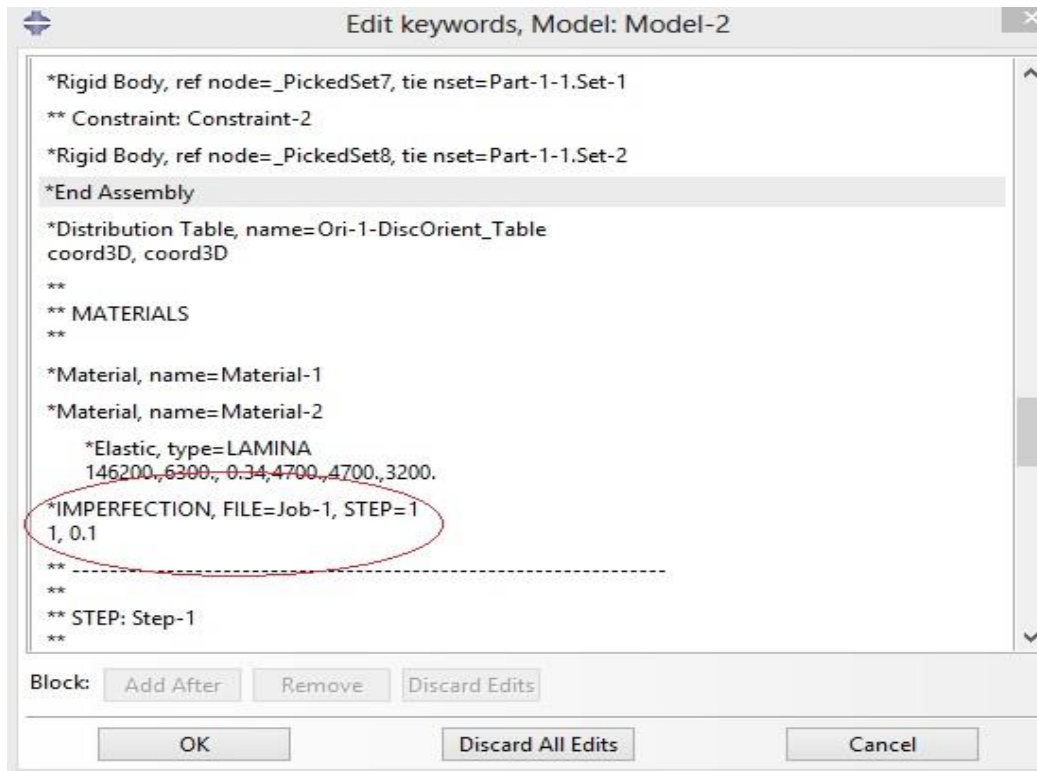 Edit keywords, Model: Model-2
*Rigid Body, ref node=_PickedSet7, tie nset=Part-1-1.Set-1
** Constraint: Constraint-2
*Rigid Body, ref node=_PickedSet8, tie nset=Part-1-1.Set-2
*End Assembly
*Distribution Table, name=Ori-1-DiscOrient_Table
coord3D, coord3D
**
** MATERIALS
**
*Material, name=Material-1
*Material, name=Material-2
*Elastic, type=LAMINA
146200.,6300., 0.34,4700.,4700.,3200.
*IMPERFECTION, FILE=Job-1, STEP=1
1, 0.1
** ----------------------------------------------------------------
**
** STEP: Step-1
**
Block: Add After Remove Discard Edits
OK Discard All Edits Cancel